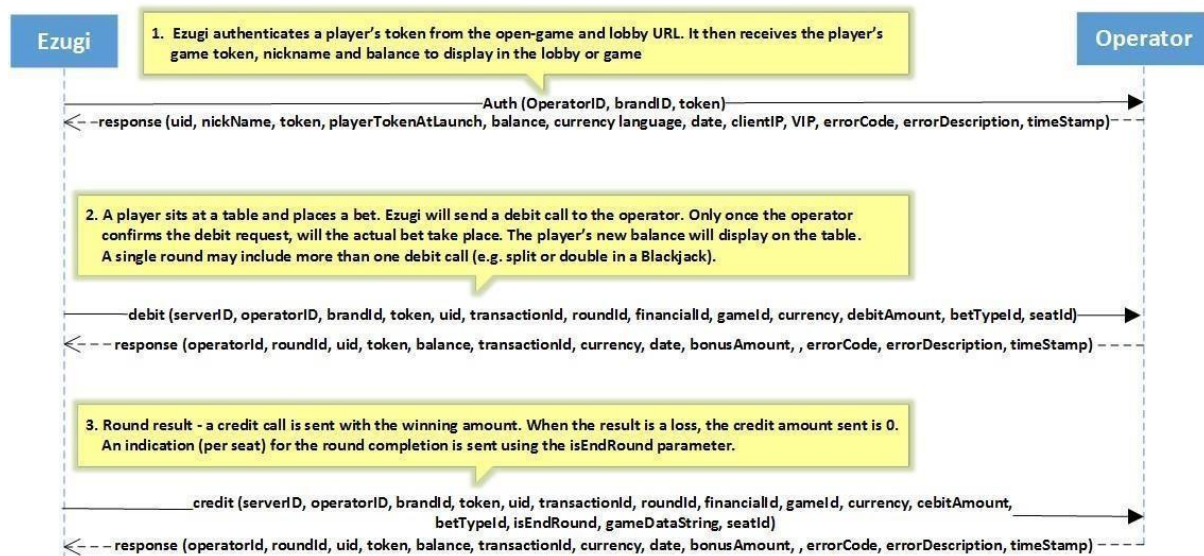 Ezugi
Operator
1. Ezugi authenticates a player's token from the open-game and lobby URL. It then receives the player's
game token, nickname and balance to display in the lobby or game
Auth (OperatorID, brandID, token)
response (uid, nickName, token, playerTokenAtLaunch, balance, currency language, date, clientIP, VIP, errorCode, errorDescription, timeStamp)
2. A player sits at a table and places a bet. Ezugi will send a debit call to the operator. Only once the operator
confirms the debit request, will the actual bet take place. The player's new balance will display on the table.
A single round may include more than one debit call (e.g. split or double in a Blackjack).
debit (serverID, operatorID, brandId, token, uid, transactionId, roundId, financialId, gameId, currency, debitAmount, betTypeId, seatId)
response (operatorId, roundId, uid, token, balance, transactionId, currency, date, bonusAmount, , errorCode, errorDescription, timeStamp)
3. Round result - a credit call is sent with the winning amount. When the result is a loss, the credit amount sent is 0.
An indication (per seat) for the round completion is sent using the isEndRound parameter.
credit (serverID, operatorID, brandId, token, uid, transactionId, roundId, financialId, gameId, currency, cebitAmount,
betTypeId, isEndRound, gameDataString, seatId)
response (operatorId, roundId, uid, token, balance, transactionId, currency, date, bonusAmount, , errorCode, errorDescription, timeStamp)